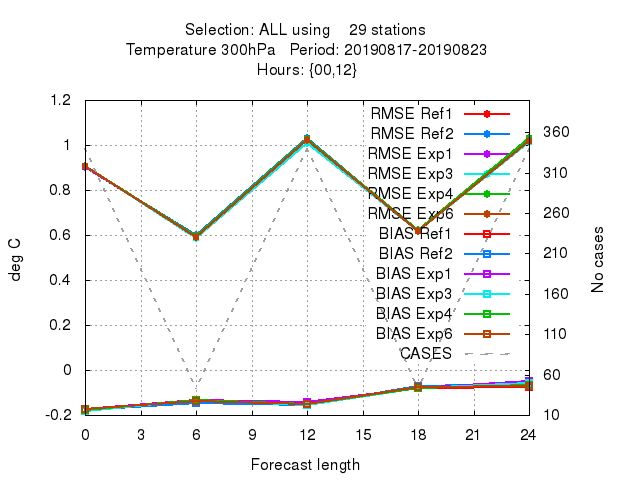 Selection: ALL using 29 stations
Temperature 300hPa Period: 20190817-20190823
Hours: {00,12}
1.2
1
0.8
0.6
0.4
0.2
0
-0.2
deg C
RMSE Ref1
RMSE Ref2
RMSE Exp1
RMSE Exp3
RMSE Exp4
RMSE Exp6
BIAS Ref1
BIAS Ref2
BIAS Exp1
BIAS Exp3
BIAS Exp4
BIAS Exp6
CASES
360
310
260
210
160
110
60
10
No cases
0 3 6 9 12 15 18 21 24
Forecast length